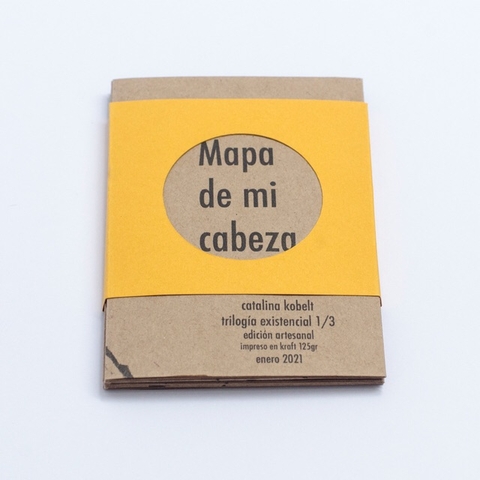 Mapa
de mi
cabeza
catalina kobelt
trilogía existencial 1/3
edición artesanal
impreso en kraft 125gr
enero 2021